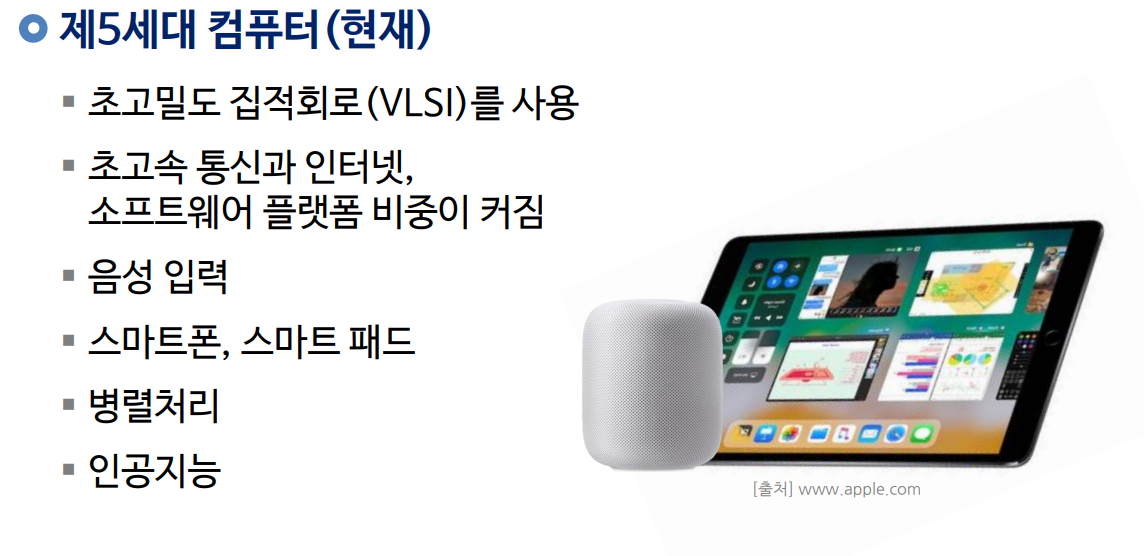 제5세대 컴퓨터(현재)
초고밀도 집적회로(VLSI)를 사용
초고속 통신과 인터넷,
소프트웨어 플랫폼 비중이 커짐
음성 입력
스마트폰, 스마트 패드
병렬처리
인공지능
[출처] www.apple.com